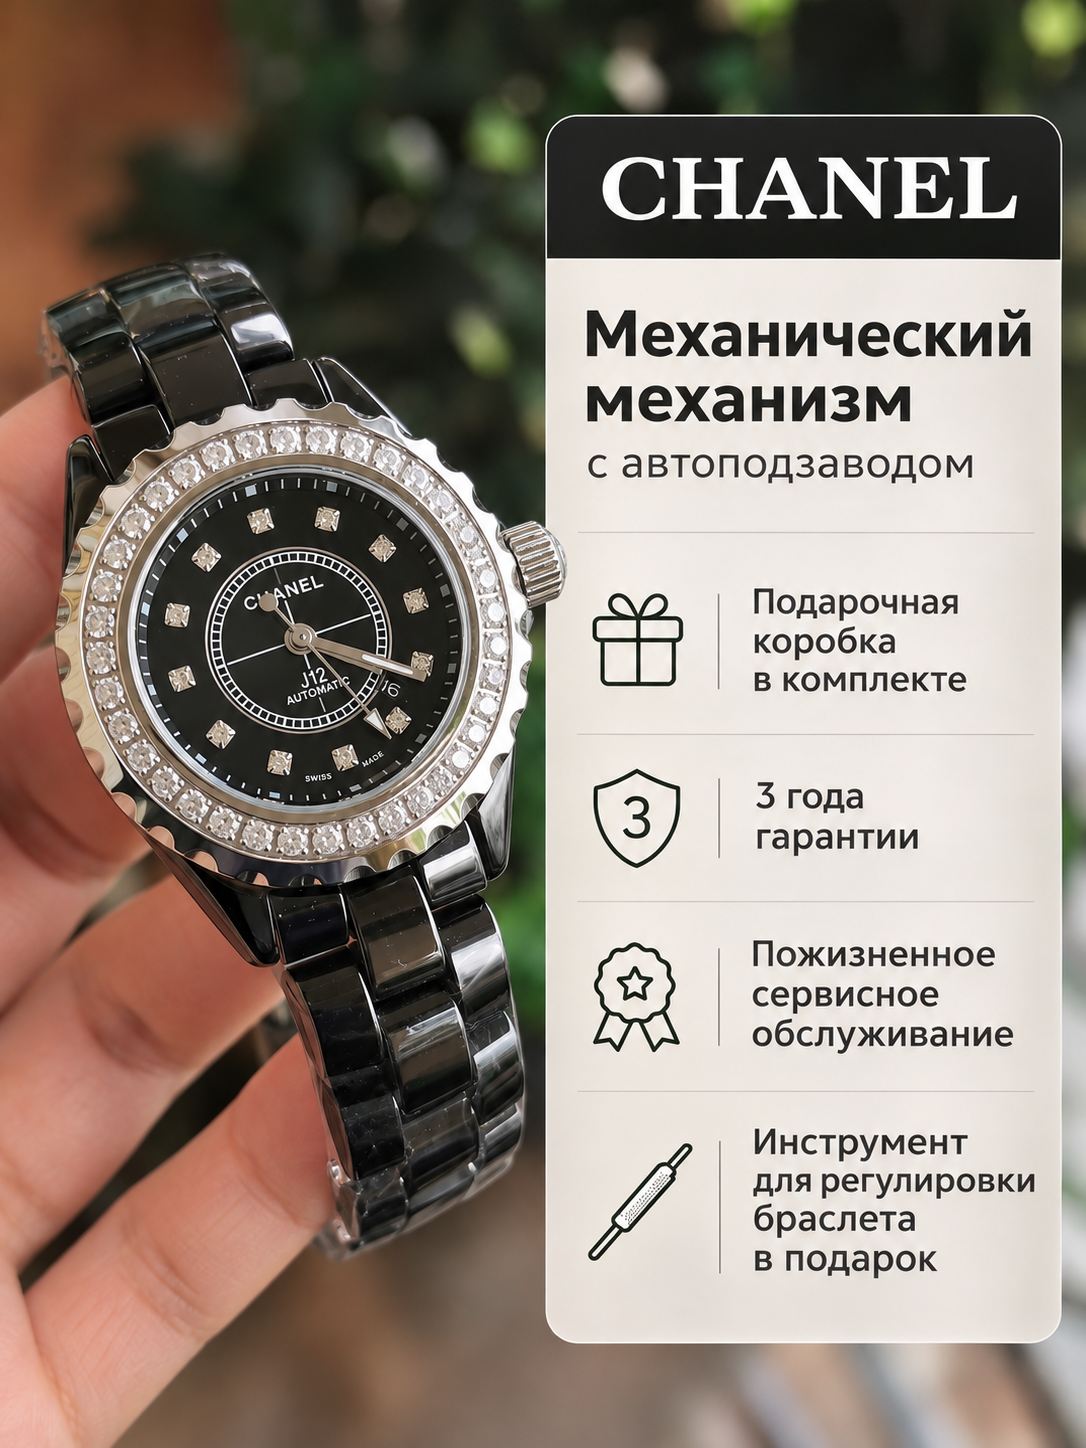 CHANEL
Механический
механизм
с автоподзаводом
Подарочная
коробка
в комплекте
3
3 года
гарантии
Пожизненное
сервисное
обслуживание
Инструмент
для регулировки
браслета
в подарок
CHANEL
J12
AUTOMATIC
16
SWISS MADE